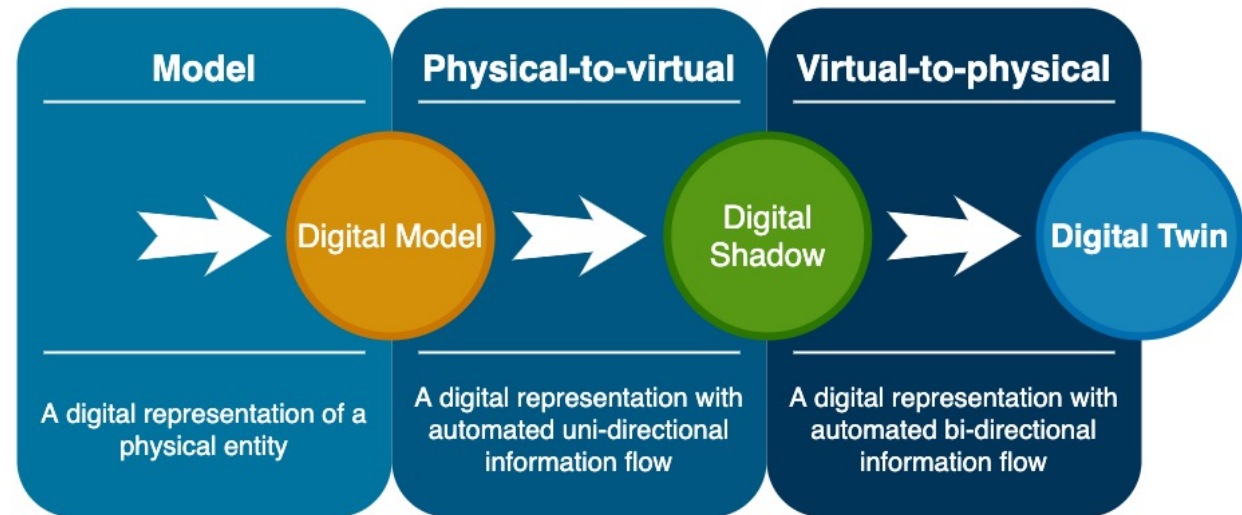 Model
Physical-to-virtual
Virtual-to-physical
Digital Model
Digital
Shadow
Digital Twin
A digital representation of a
physical entity
A digital representation with
automated uni-directional
information flow
A digital representation with
automated bi-directional
information flow